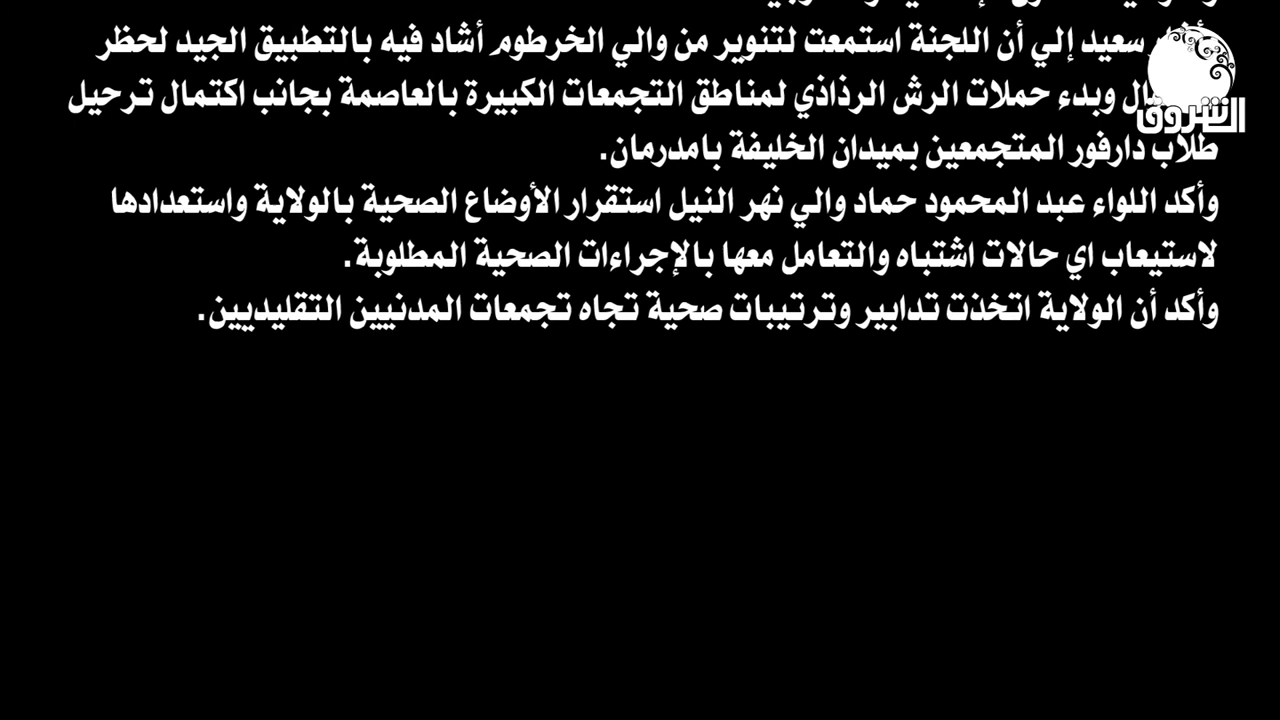 سعيد إلي أن اللجنة استمعت لتنوير من والي الخرطوم أشاد فيه بالتطبيق الجيد لحظر
وبدء حملات الرش الرذاذي لمناطق التجمعات الكبيرة بالعاصمة بجانب اكتمال ترحيل
طلاب دارفور المتجمعين بميدان الخليفة بامدرمان.
وأكد اللواء عبد المحمود حماد والي نهر النيل استقرار الأوضاع الصحية بالولاية واستعدادها
لاستيعاب اي حالات اشتباه والتعامل معها بالإجراءات الصحية المطلوبة.
وأكد أن الولاية اتخذت تدابير وترتيبات صحية تجاه تجمعات المدنيين التقليديين.
الشروق